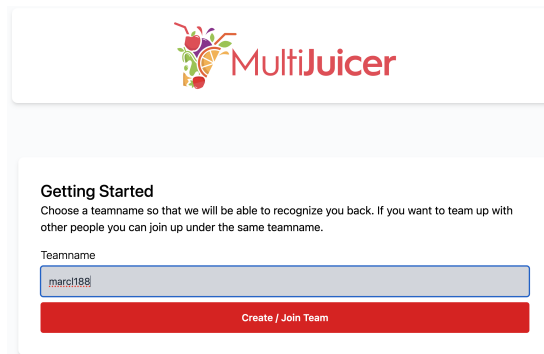 MultiJuicer
Getting Started
Choose a teamname so that we will be able to recognize you back. If you want to team up with
other people you can join up under the same teamname.
Teamname
marcl188
Create / Join Team